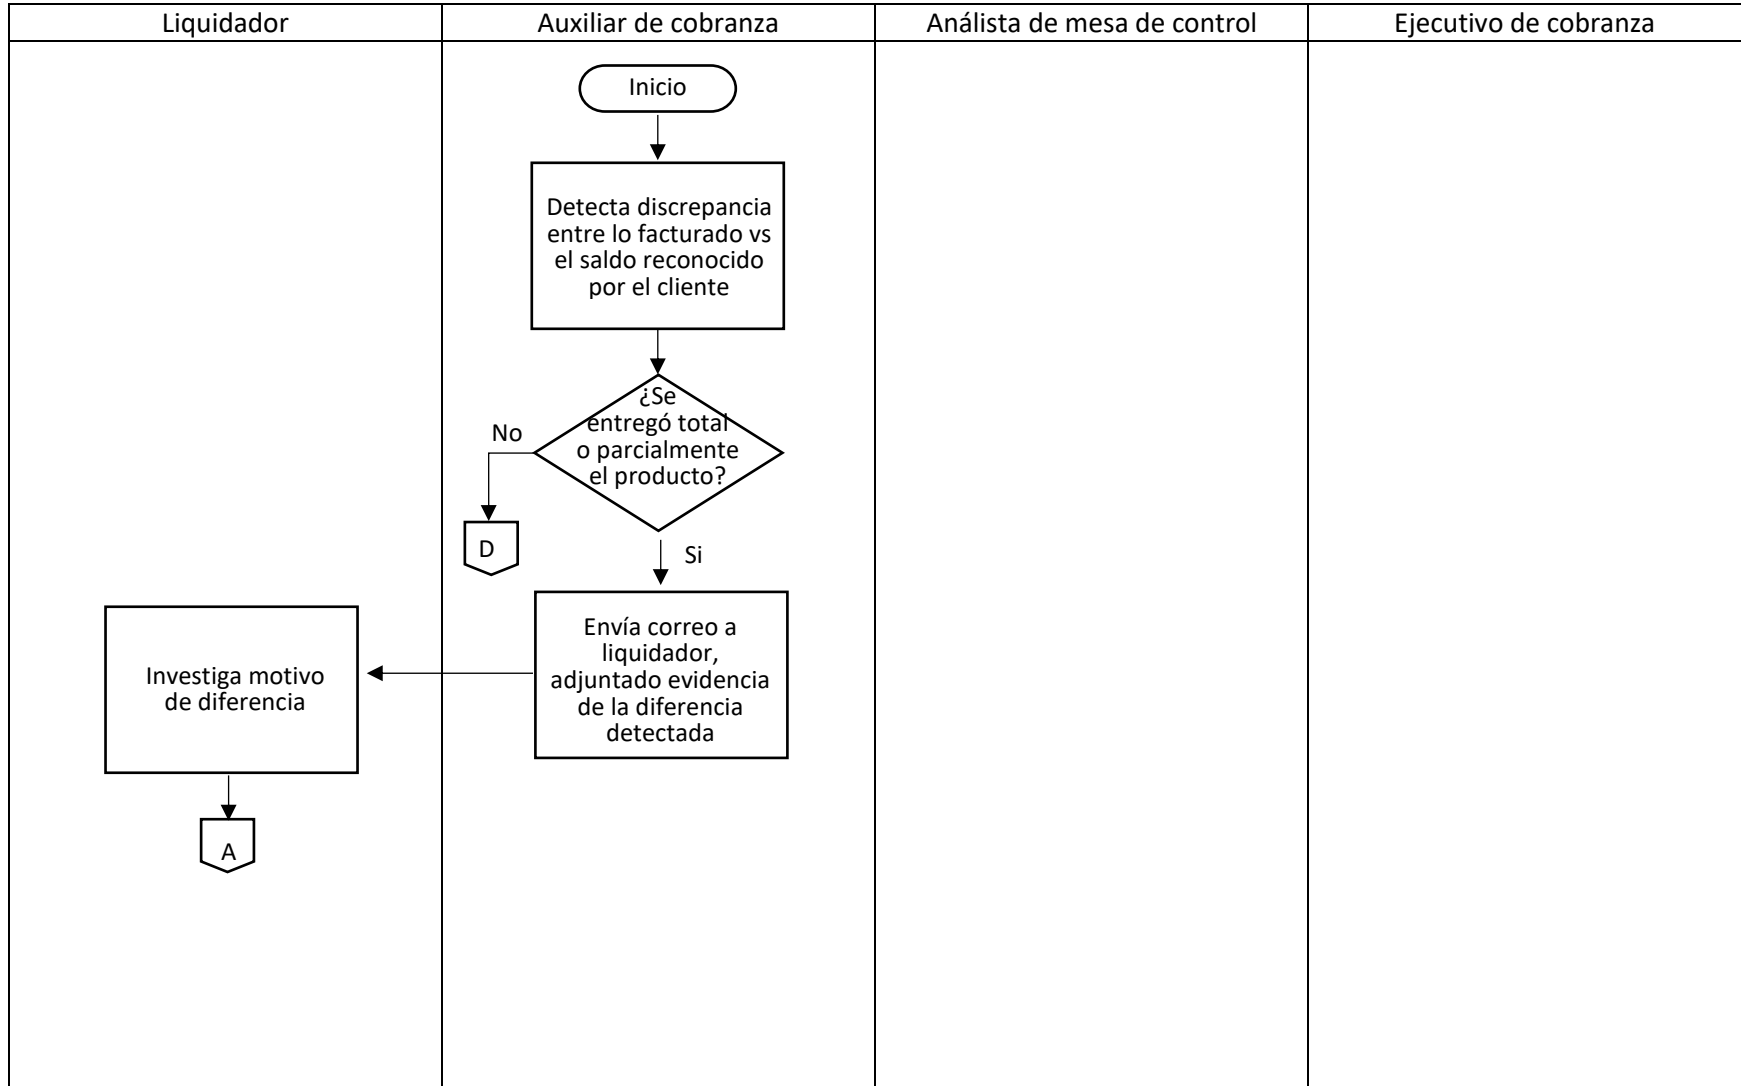 Liquidador
Auxiliar de cobranza
Análista de mesa de control
Ejecutivo de cobranza
Inicio
Detecta discrepancia
entre lo facturado vs
el saldo reconocido
por el cliente
¿Se
entregó total
o parcialmente
el producto?
No
D
Si
Envía correo a
liquidador,
adjuntado evidencia
de la diferencia
detectada
Investiga motivo
de diferencia
A